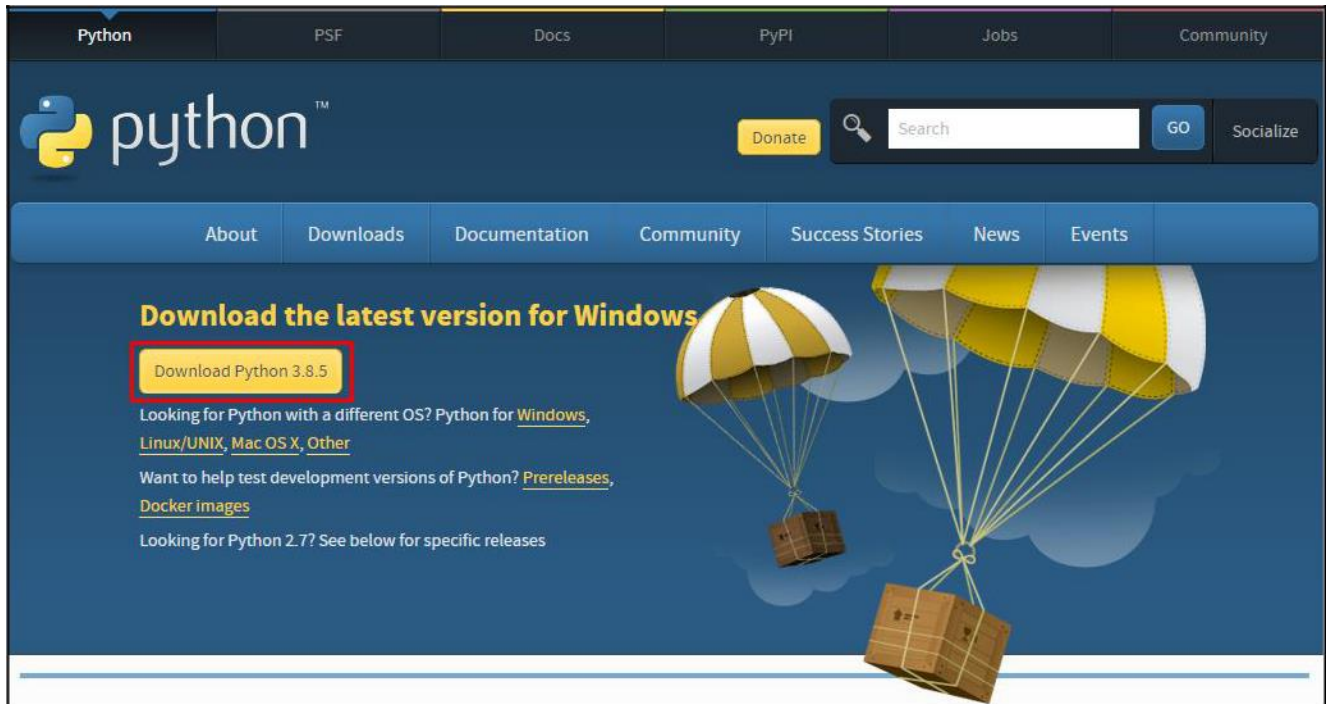 Python
PSF
Docs
PyPI
Jobs
Community
python™
Donate
Search
GO
Socialize
About
Downloads
Documentation
Community
Success Stories
News
Events
Download the latest version for Windows
Download Python 3.8.5
Looking for Python with a different OS? Python for Windows,
Linux/UNIX, Mac OS X, Other
Want to help test development versions of Python? Prereleases,
Docker images
Looking for Python 2.7? See below for specific releases